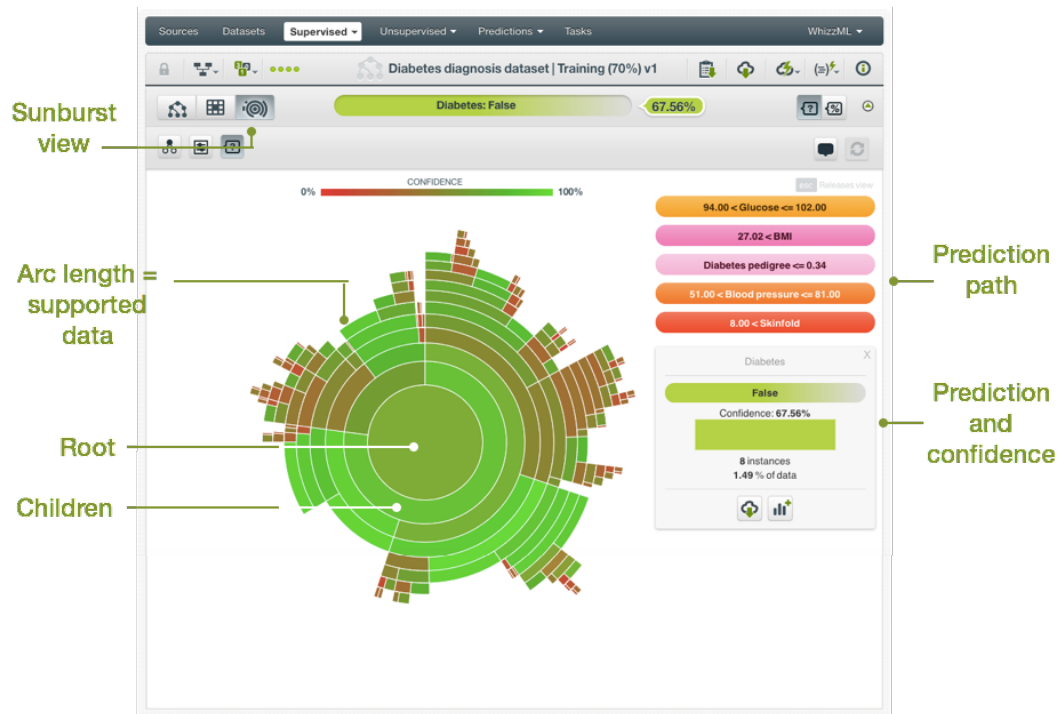 Sources Datasets Supervised Unsupervised Predictions Tasks WhizzML
Diabetes diagnosis dataset | Training (70%) v1
Diabetes: False 67.56%
Sunburst
view
CONFIDENCE
0% 100%
esc Releases view
94.00 < Glucose <= 102.00
27.02 < BMI
Diabetes pedigree <= 0.34
51.00 < Blood pressure <= 81.00
8.00 < Skinfold
Prediction
path
Arc length =
supported
data
Diabetes X
False
Confidence: 67.56%
8 instances
1.49 % of data
Prediction
and
confidence
Root
Children